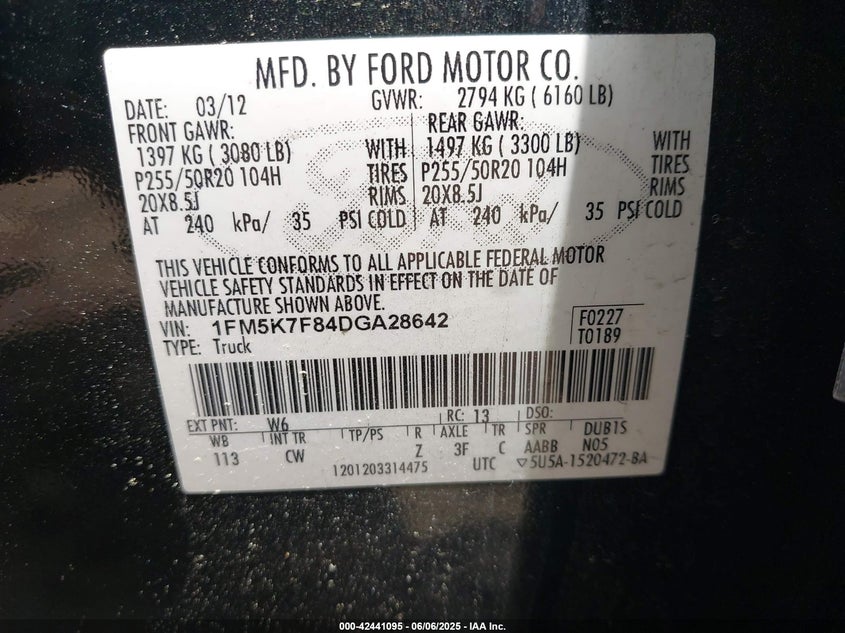 MFD. BY FORD MOTOR CO.
DATE: 03/12 GVWR: 2794 KG ( 6160 LB)
FRONT GAWR: REAR GAWR:
1397 KG ( 3080 LB) WITH 1497 KG ( 3300 LB) WITH
P255/50R20 104H TIRES P255/50R20 104H TIRES
20X8.5J RIMS 20X8.5J RIMS
AT 240 kPa/ 35 PSI COLD AT 240 kPa/ 35 PSI COLD
THIS VEHICLE CONFORMS TO ALL APPLICABLE FEDERAL MOTOR
VEHICLE SAFETY STANDARDS IN EFFECT ON THE DATE OF
MANUFACTURE SHOWN ABOVE.
VIN: 1FM5K7F84DGA28642 F0227
TYPE: Truck T0189
EXT PNT: W6 RC: 13 DSO:
WB INT TR TP/PS R AXLE TR SPR DUB1S
113 CW Z 3F C AABB N05
1201203314475 UTC ▽5U5A-1520472-BA
000-42441095 - 06/06/2025 - IAA Inc.